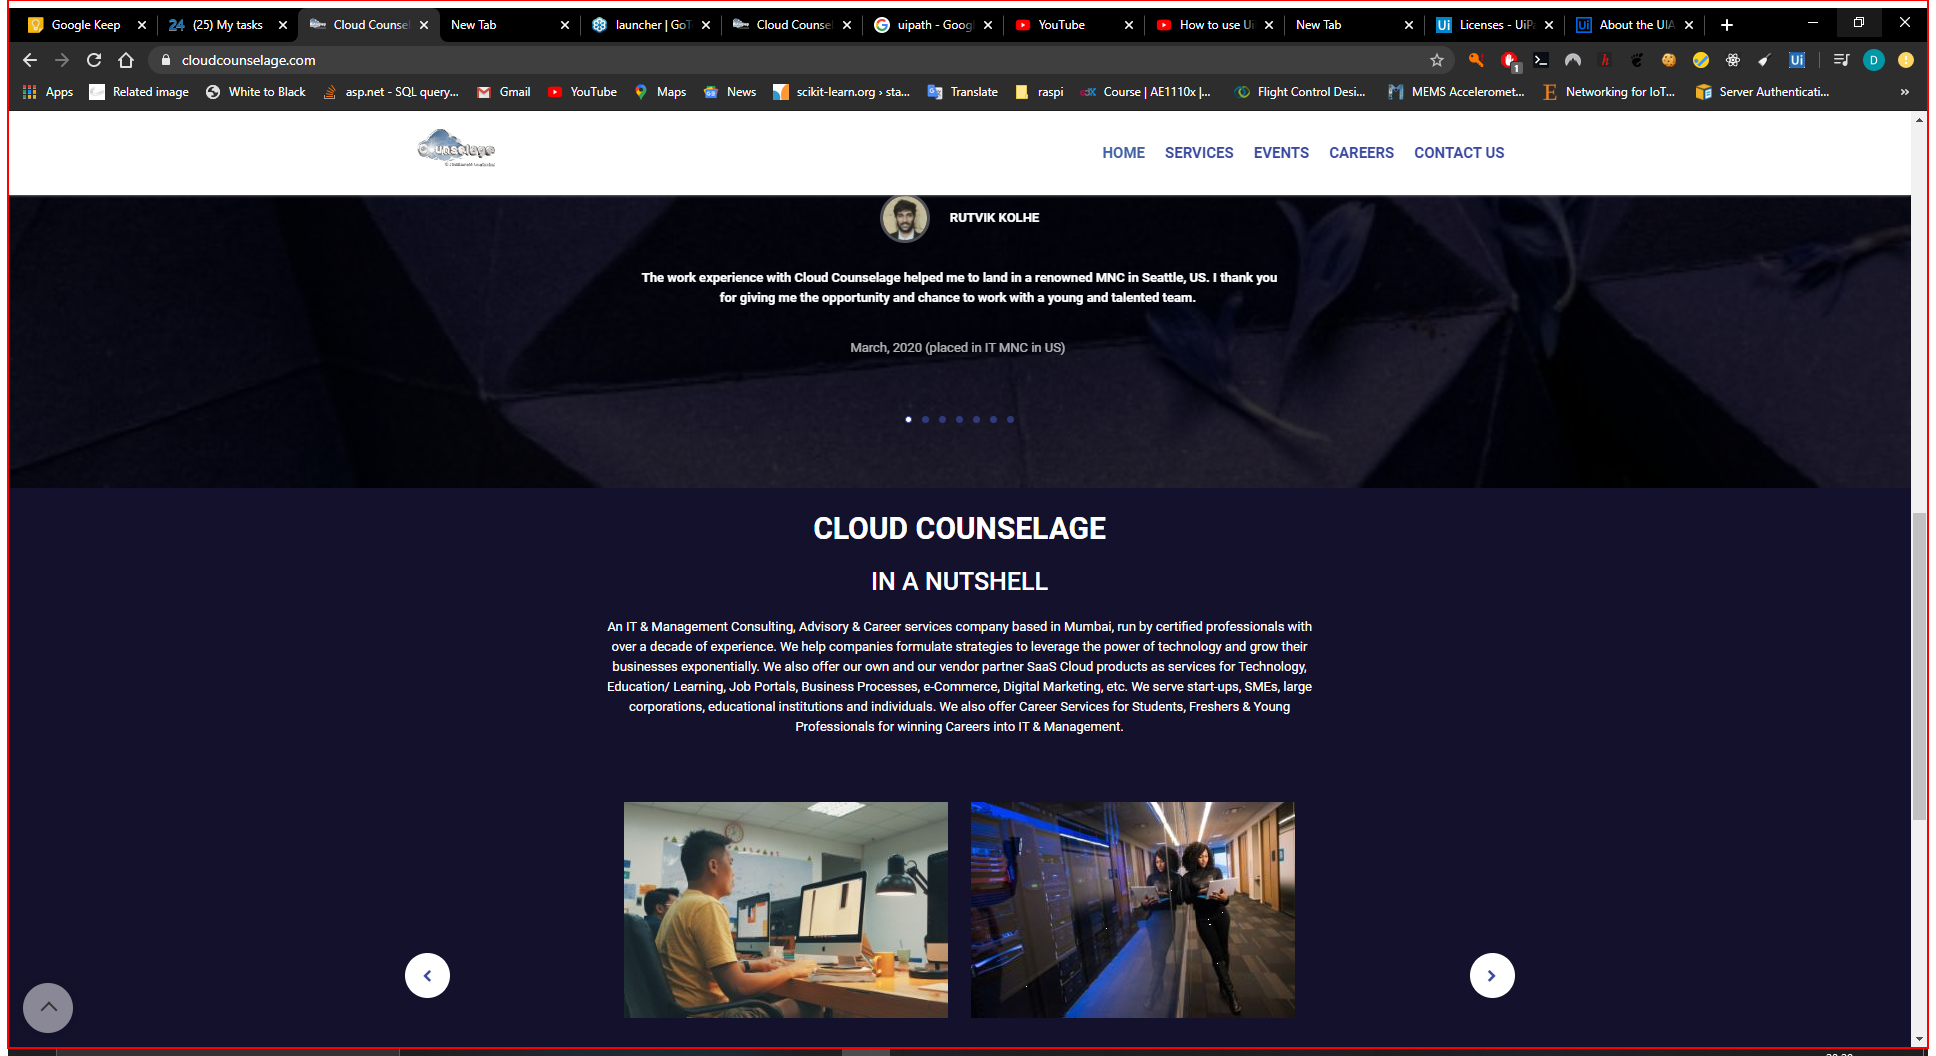 Google Keep
(25) My tasks
Cloud Counsel
New Tab
launcher | GoT
Cloud Counsel
uipath - Goog
YouTube
How to use Ui
New Tab
Licenses - UiPa
About the UIA
cloudcounselage.com
1
Ui
D
Apps
Related image
White to Black
asp.net - SQL query...
Gmail
YouTube
Maps
News
scikit-learn.org › sta...
Translate
raspi
Course | AE1110x |...
Flight Control Desi...
MEMS Acceleromet...
Networking for IoT...
Server Authenticati...
»
Counselage
HOME
SERVICES
EVENTS
CAREERS
CONTACT US
RUTVIK KOLHE
The work experience with Cloud Counselage helped me to land in a renowned MNC in Seattle, US. I thank you
for giving me the opportunity and chance to work with a young and talented team.
March, 2020 (placed in IT MNC in US)
CLOUD COUNSELAGE
IN A NUTSHELL
An IT & Management Consulting, Advisory & Career services company based in Mumbai, run by certified professionals with
over a decade of experience. We help companies formulate strategies to leverage the power of technology and grow their
businesses exponentially. We also offer our own and our vendor partner SaaS Cloud products as services for Technology,
Education/ Learning, Job Portals, Business Processes, e-Commerce, Digital Marketing, etc. We serve start-ups, SMEs, large
corporations, educational institutions and individuals. We also offer Career Services for Students, Freshers & Young
Professionals for winning Careers into IT & Management.